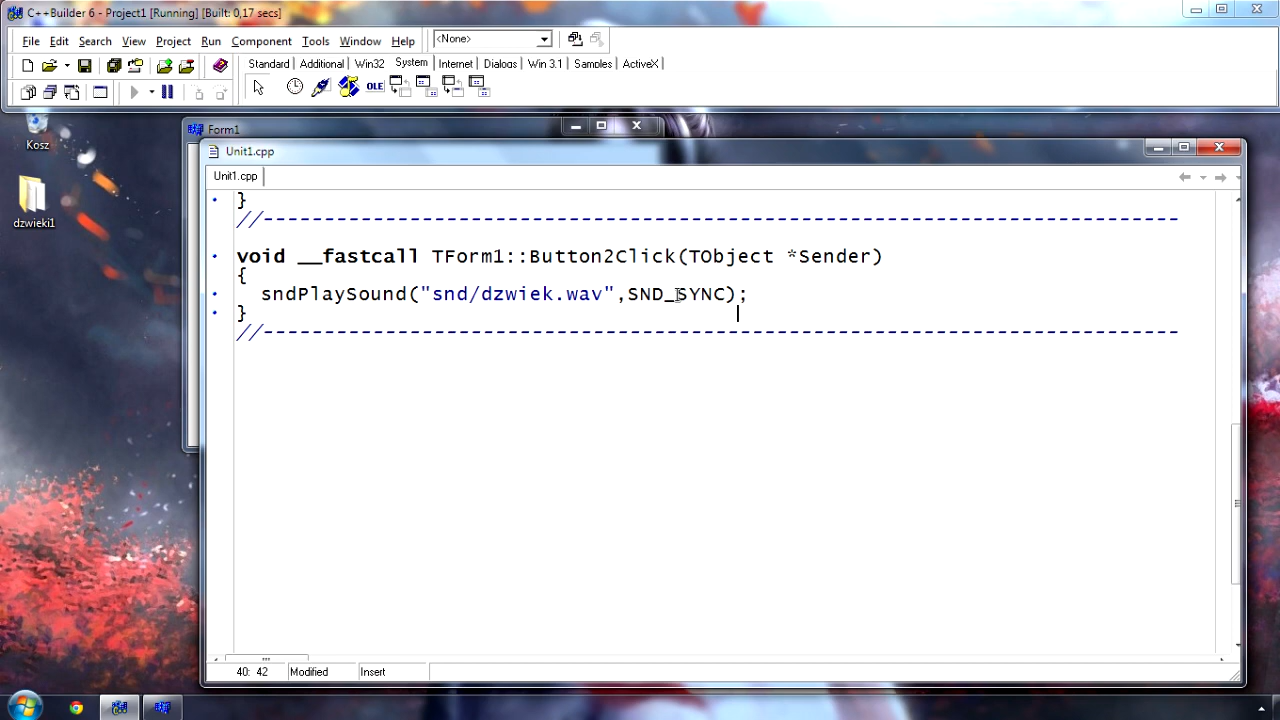 C++Builder 6 - Project1 [Running] [Built: 0,17 secs]
File Edit Search View Project Run Component Tools Window Help <None>
Standard Additional Win32 System Internet Dialogs Win 3.1 Samples ActiveX
OLE
Kosz
dzwieki1
Form1
Unit1.cpp
Unit1.cpp
}
//------------------------------------------------------------------------------
void __fastcall TForm1::Button2Click(TObject *Sender)
{
sndPlaySound("snd/dzwiek.wav",SND_SYNC);
}
//------------------------------------------------------------------------------
40: 42 Modified Insert